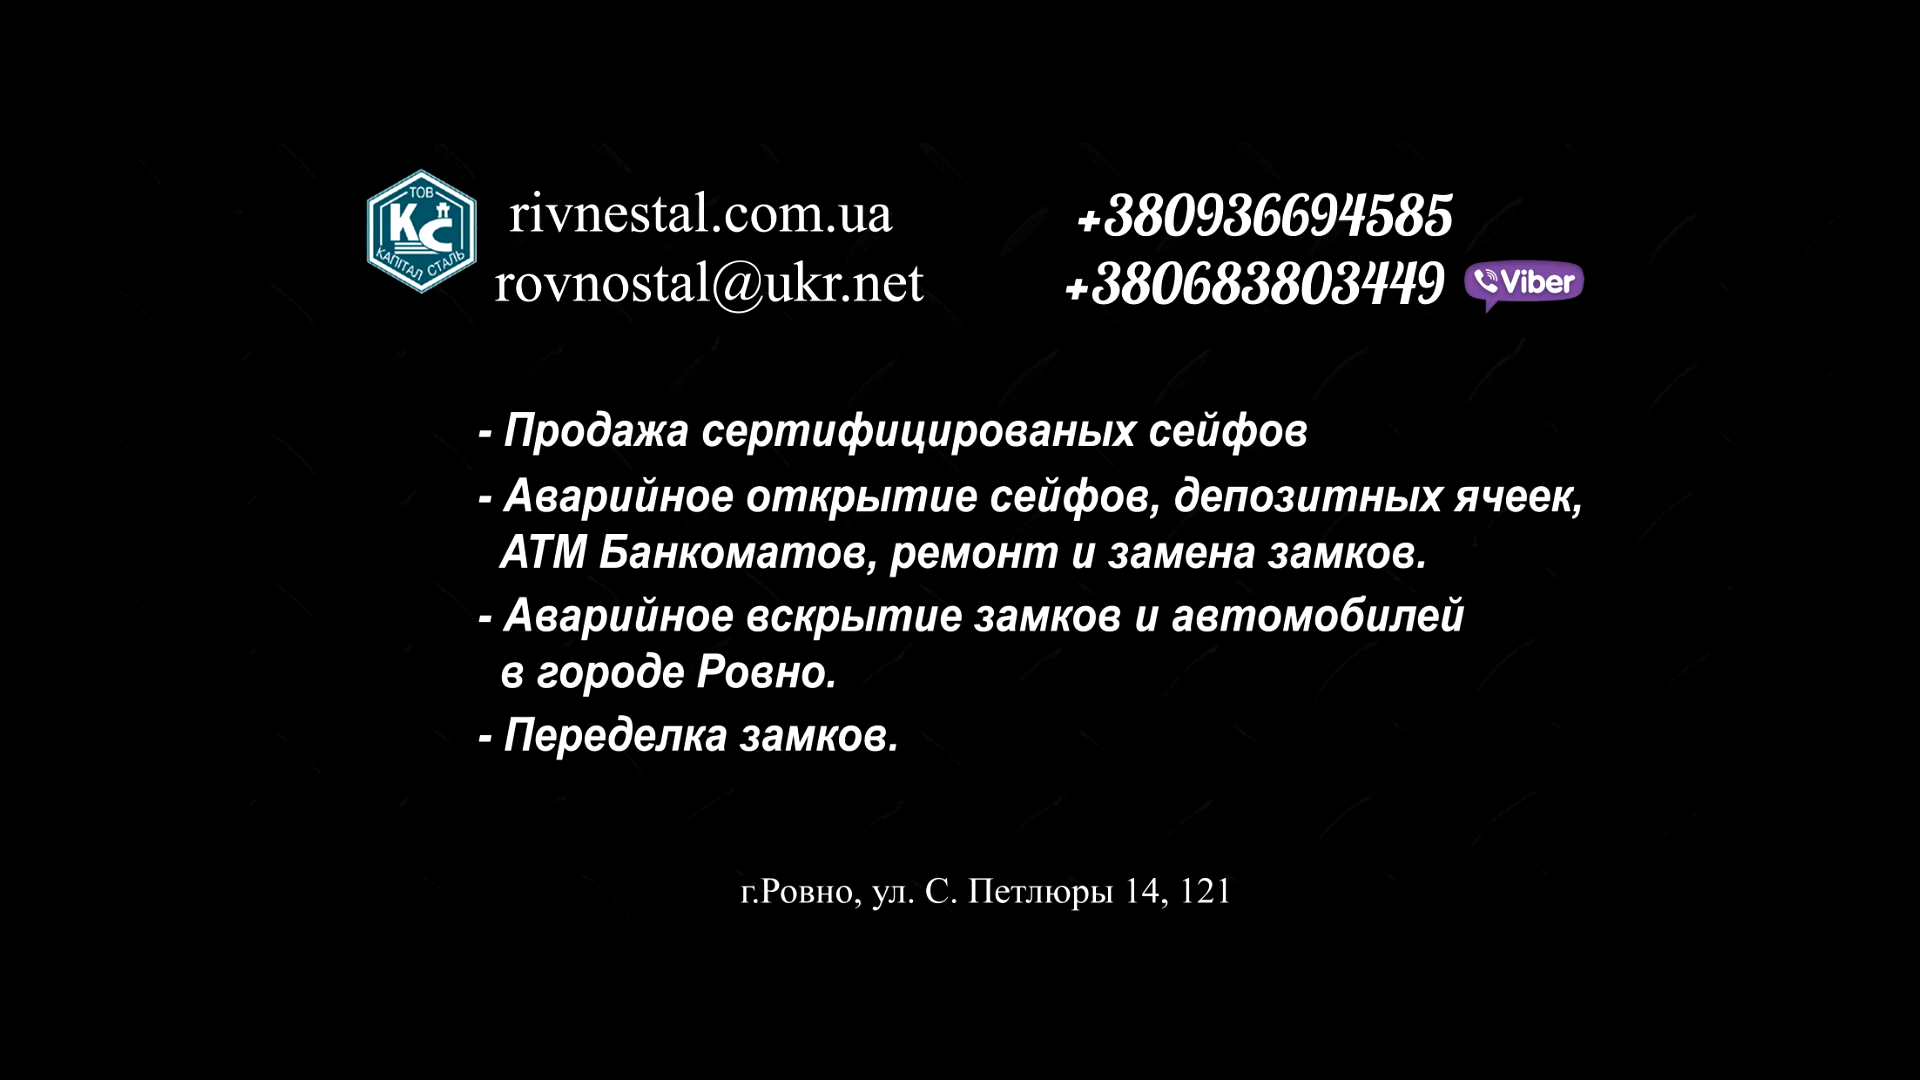 ТОВ
КС
КАПІТАЛ СТАЛЬ
rivnestal.com.ua
rovnostal@ukr.net
+380936694585
+380683803449 Viber
- Продажа сертифицированых сейфов
- Аварийное открытие сейфов, депозитных ячеек,
АТМ Банкоматов, ремонт и замена замков.
- Аварийное вскрытие замков и автомобилей
в городе Ровно.
- Переделка замков.
г.Ровно, ул. С. Петлюры 14, 121